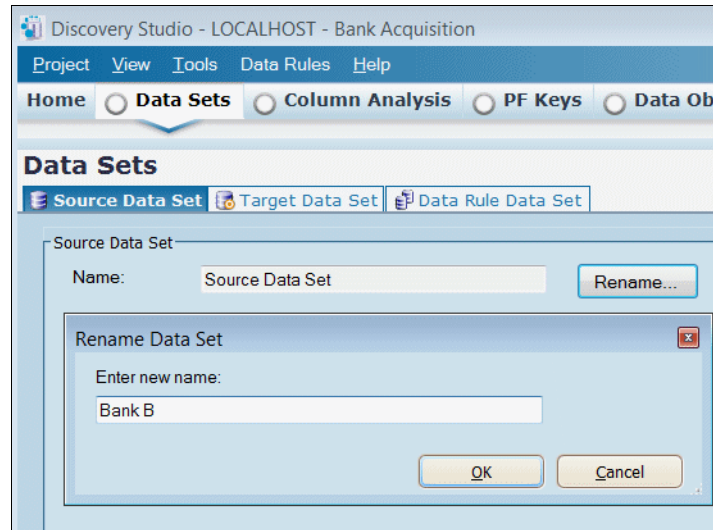 Discovery Studio - LOCALHOST - Bank Acquisition
Project View Tools Data Rules Help
Home Data Sets Column Analysis PF Keys Data Ob
Data Sets
Source Data Set Target Data Set Data Rule Data Set
Source Data Set
Name: Source Data Set Rename...
Rename Data Set
Enter new name:
Bank B
OK Cancel